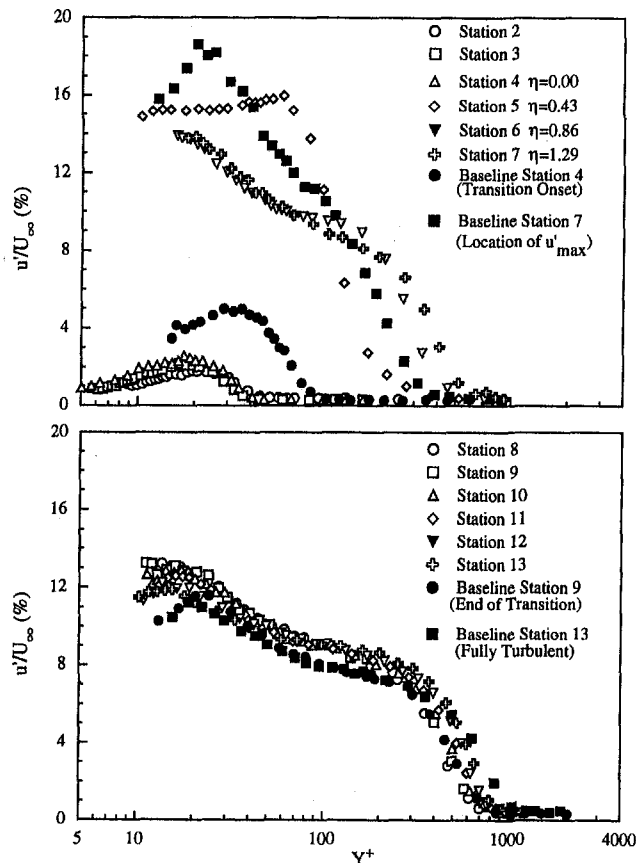 20
16
12
8
4
0
u'/U∞ (%)
Station 2
Station 3
Station 4 η=0.00
Station 5 η=0.43
Station 6 η=0.86
Station 7 η=1.29
Baseline Station 4
(Transition Onset)
Baseline Station 7
(Location of u'max)
20
16
12
8
4
0
u'/U∞ (%)
Station 8
Station 9
Station 10
Station 11
Station 12
Station 13
Baseline Station 9
(End of Transition)
Baseline Station 13
(Fully Turbulent)
5 10 100 1000 4000
Y+